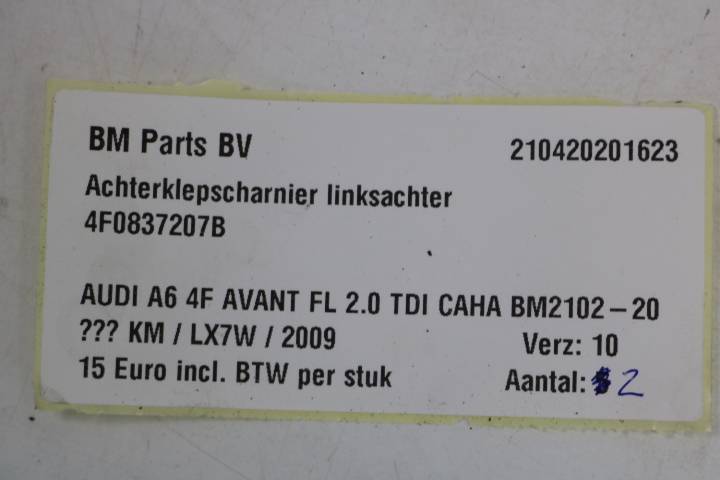 BM Parts BV 210420201623
Achterklepscharnier linksachter
4F0837207B
AUDI A6 4F AVANT FL 2.0 TDI CAHA BM2102-20
??? KM / LX7W / 2009 Verz: 10
15 Euro incl. BTW per stuk Aantal: 2